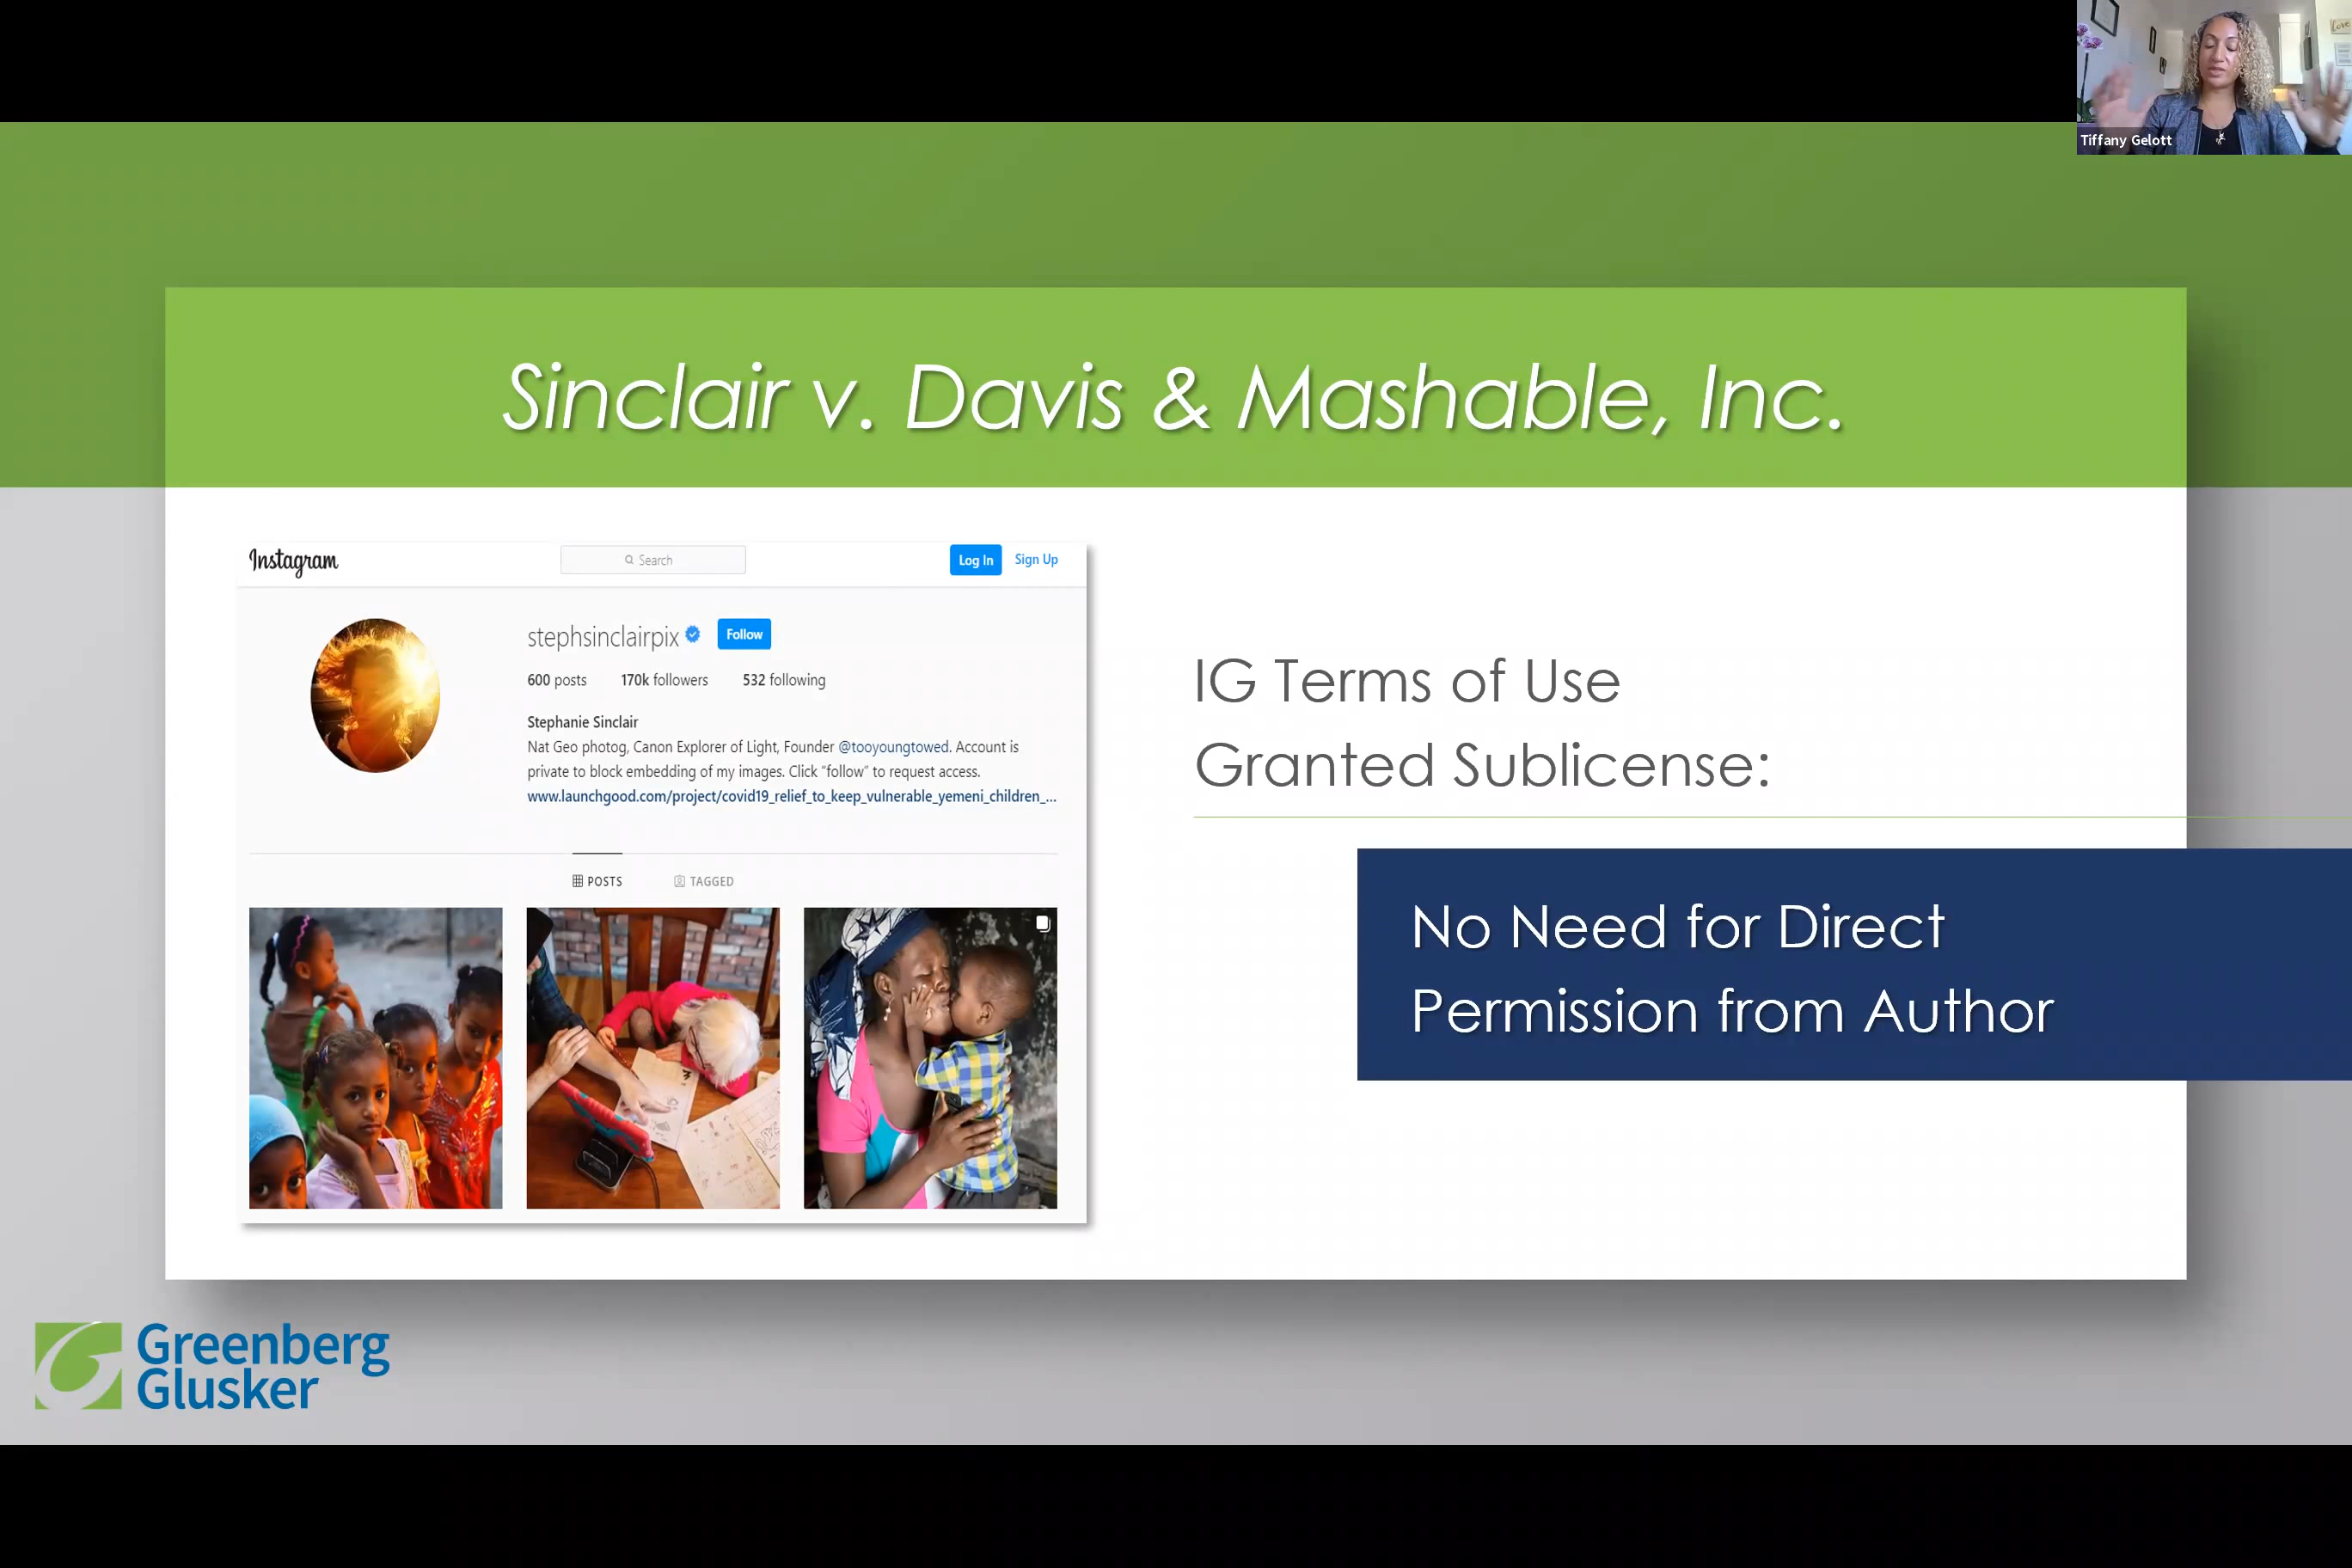 Tiffany Gelott
Sinclair v. Davis & Mashable, Inc.
Instagram
Search
Log In
Sign Up
stephsinclairpix
Follow
600 posts 170k followers 532 following
Stephanie Sinclair
Nat Geo photog, Canon Explorer of Light, Founder @tooyoungtowed. Account is
private to block embedding of my images. Click "follow" to request access.
www.launchgood.com/project/covid19_relief_to_keep_vulnerable_yemeni_children_...
POSTS
TAGGED
IG Terms of Use
Granted Sublicense:
No Need for Direct
Permission from Author
Greenberg
Glusker